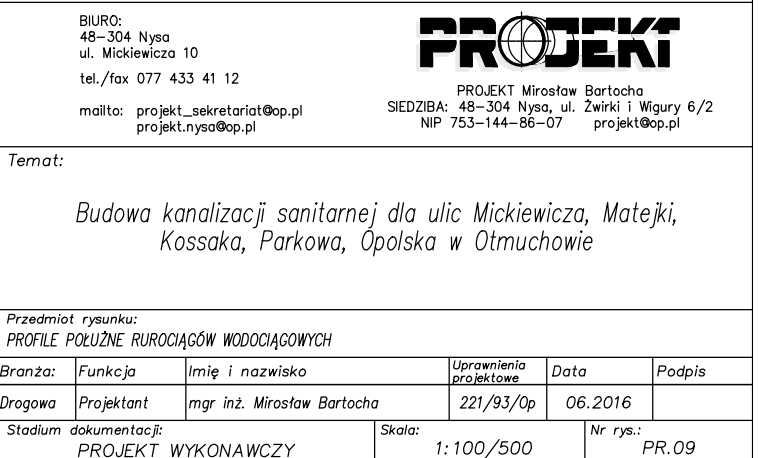 BIURO:
48-304 Nysa
ul. Mickiewicza 10
tel./fax 077 433 41 12
mailto: projekt_sekretariat@op.pl
projekt.nysa@op.pl
PROJEKT
PROJEKT Mirosław Bartocha
SIEDZIBA: 48-304 Nysa, ul. Żwirki i Wigury 6/2
NIP 753-144-86-07 projekt@op.pl
Temat:
Budowa kanalizacji sanitarnej dla ulic Mickiewicza, Matejki,
Kossaka, Parkowa, Opolska w Otmuchowie
Przedmiot rysunku:
PROFILE POŁUŻNE RUROCIĄGÓW WODOCIĄGOWYCH
Branża: Funkcja Imię i nazwisko Uprawnienia projektowe Data Podpis
Drogowa Projektant mgr inż. Mirosław Bartocha 221/93/Op 06.2016
Stadium dokumentacji: Skala: Nr rys.:
PROJEKT WYKONAWCZY 1:100/500 PR.09